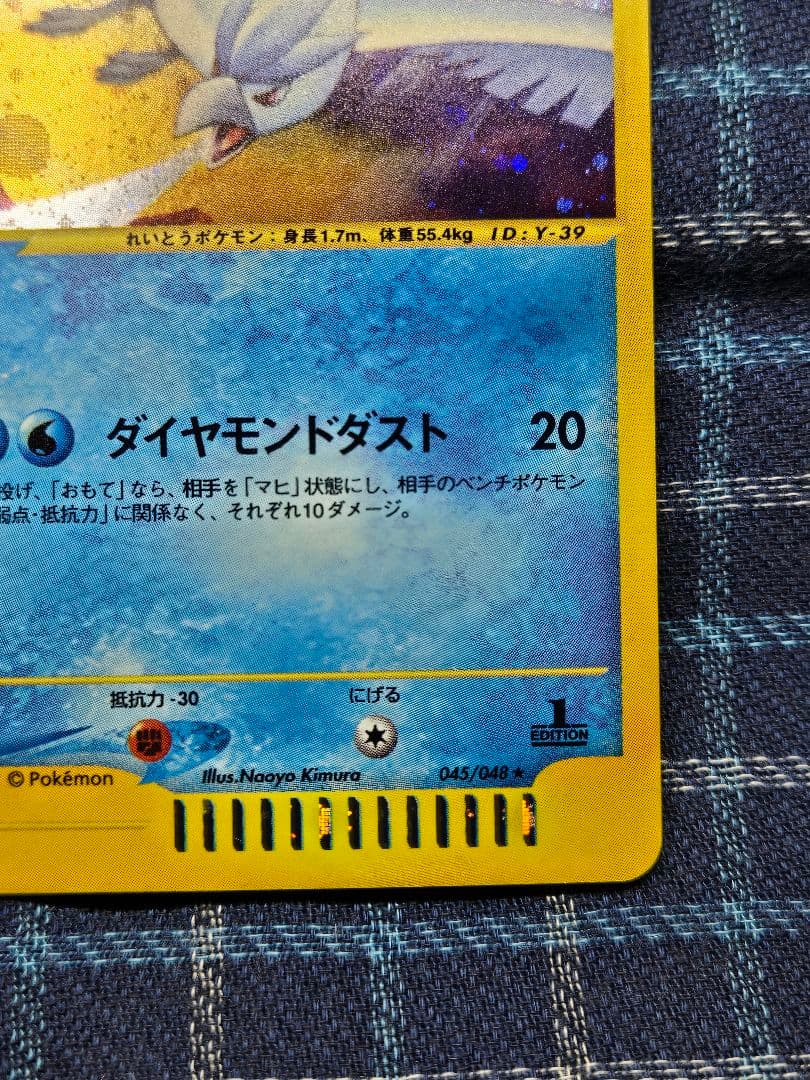 れいとうポケモン：身長1.7m、体重55.4kg ID：Y-39
ダイヤモンドダスト 20
投げ、「おもて」なら、相手を「マヒ」状態にし、相手のベンチポケモン
弱点・抵抗力」に関係なく、それぞれ10ダメージ。
抵抗力 -30 にげる
1 EDITION
©Pokémon Illus.Naoyo Kimura 045/048★